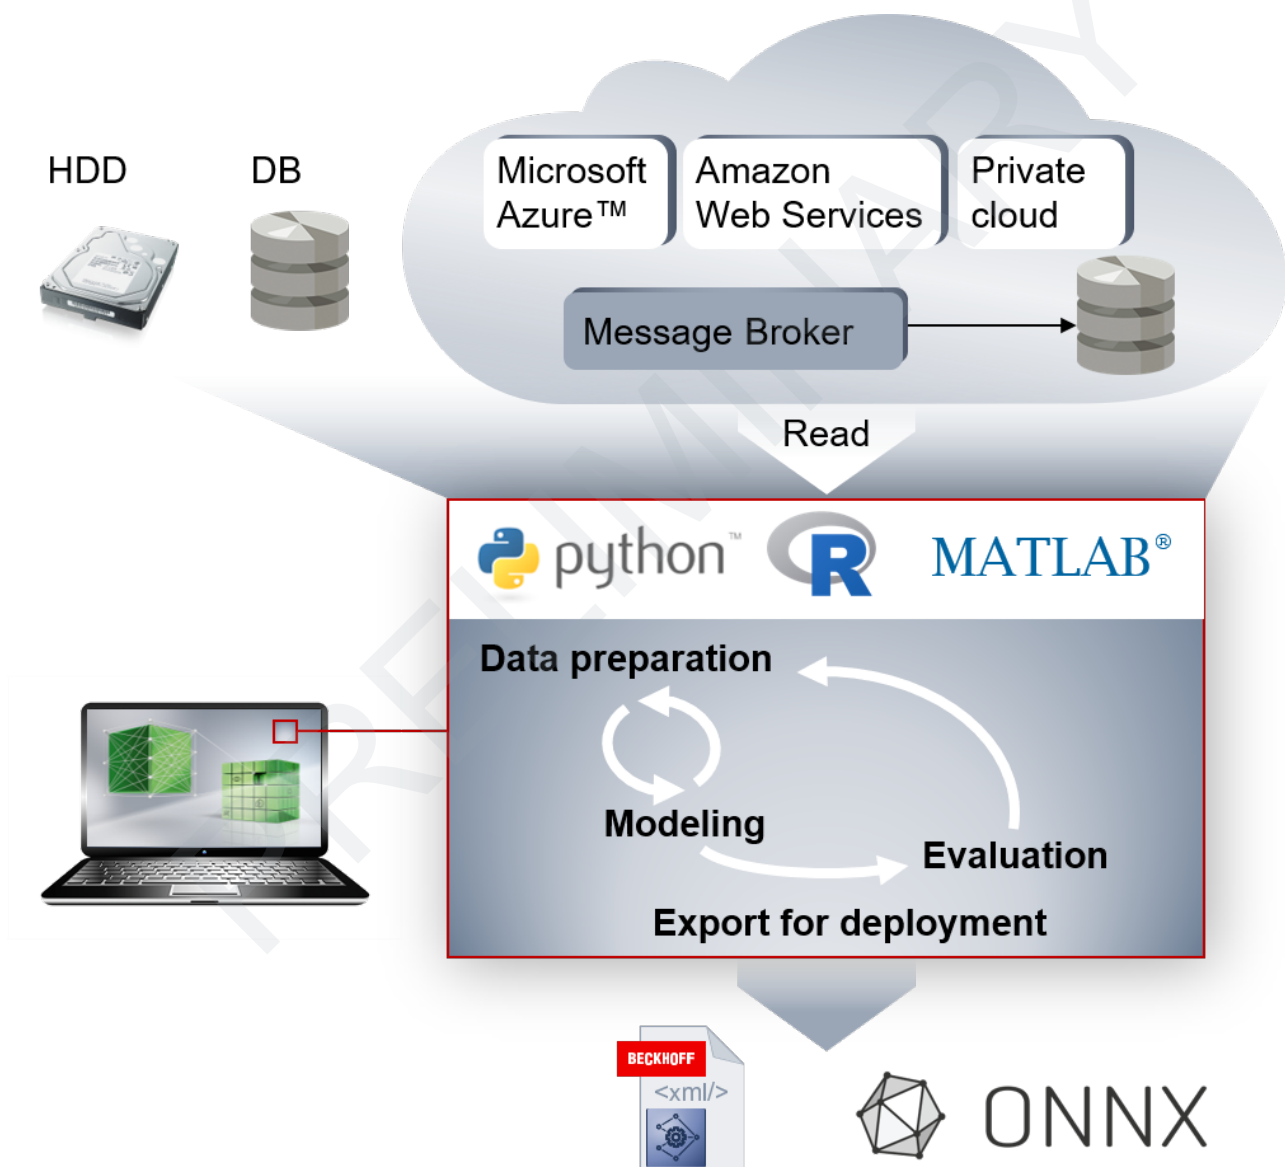 HDD
DB
Microsoft
Azure™
Amazon
Web Services
Private
cloud
Message Broker
Read
python™
R
MATLAB®
Data preparation
Modeling
Evaluation
Export for deployment
BECKHOFF
<xml/>
ONNX
PRELIMINARY